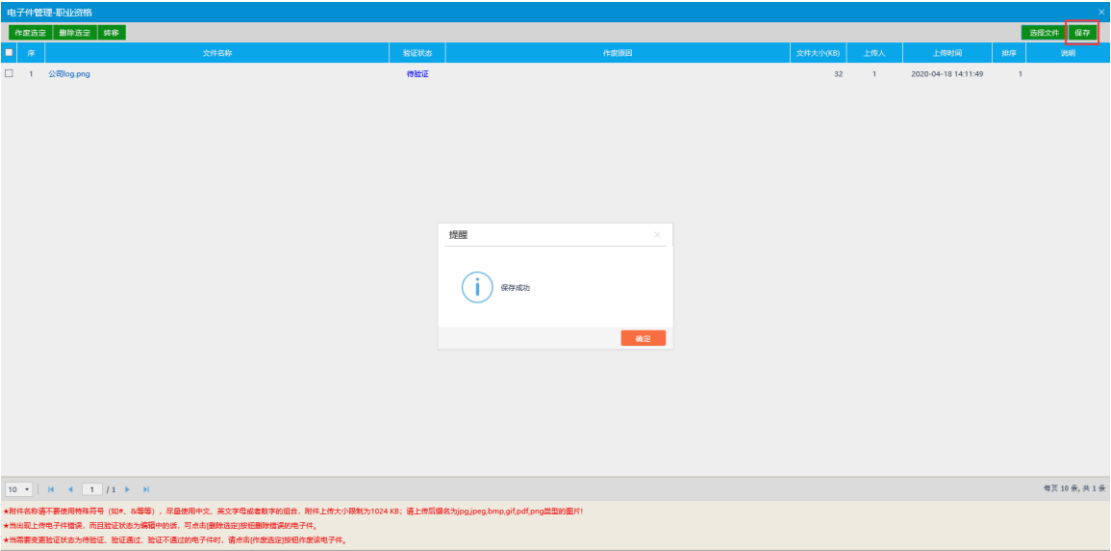 电子件管理-职业资格
作废选定 删除选定 转移 选择文件 保存
序 文件名称 验证状态 作废原因 文件大小(KB) 上传人 上传时间 排序 说明
1 公司log.png 待验证 32 1 2020-04-18 14:11:49 1
提醒
保存成功
确定
10 1 /1 每页 10 条, 共 1 条
★附件名称请不要使用特殊符号（如#、&等等），尽量使用中文、英文字母或者数字的组合，附件上传大小限制为1024 KB；请上传后缀名为jpg,jpeg,bmp,gif,pdf,png类型的图片！
★当出现上传电子件错误，而且验证状态为编辑中的话，可点击[删除选定]按钮删除错误的电子件。
★当需要变更验证状态为待验证、验证通过、验证不通过的电子件时，请点击[作废选定]按钮作废该电子件。